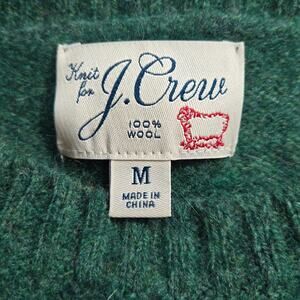 Knit
for J.Crew
100%
WOOL
M
MADE IN
CHINA